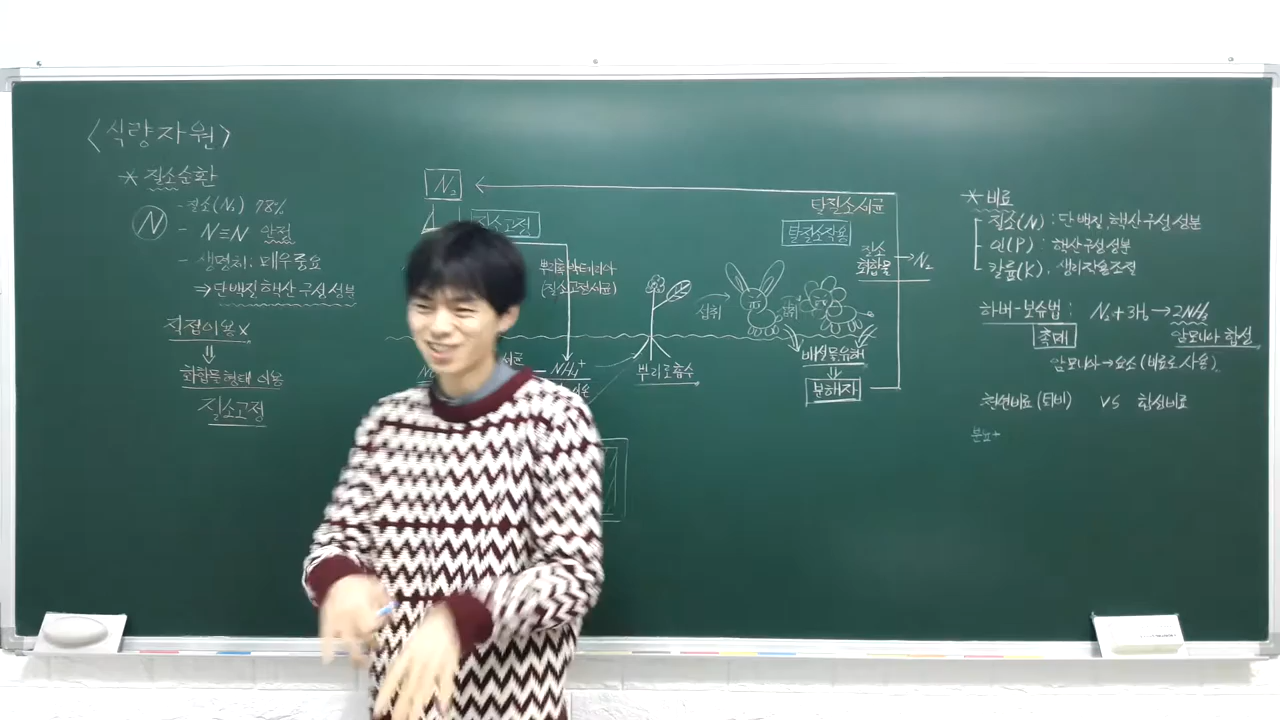 <식량자원>
* 질소순환
N
- 질소(N₂) 78%
- N≡N 안정
- 생명체: 매우중요
⇒ 단백질 핵산 구성성분
직접이용 X
⇓
화합물형태 이용
질소고정
N₂
질소고정
뿌리혹박테리아
(질소고정세균)
NH₄⁺
뿌리로 흡수
섭취
탈질소세균
탈질소작용
질소
화합물
→ N₂
배설물유해
⇓
분해자
* 비료
질소(N) : 단백질, 핵산구성성분
인(P) : 핵산구성성분
칼륨(K). 생리작용조절
하버-보슈법 : N₂ + 3H₂ → 2NH₃
촉매
암모니아 합성
암모니아 → 요소 (비료로 사용)
천연비료 (퇴비) VS 합성비료
분뇨+